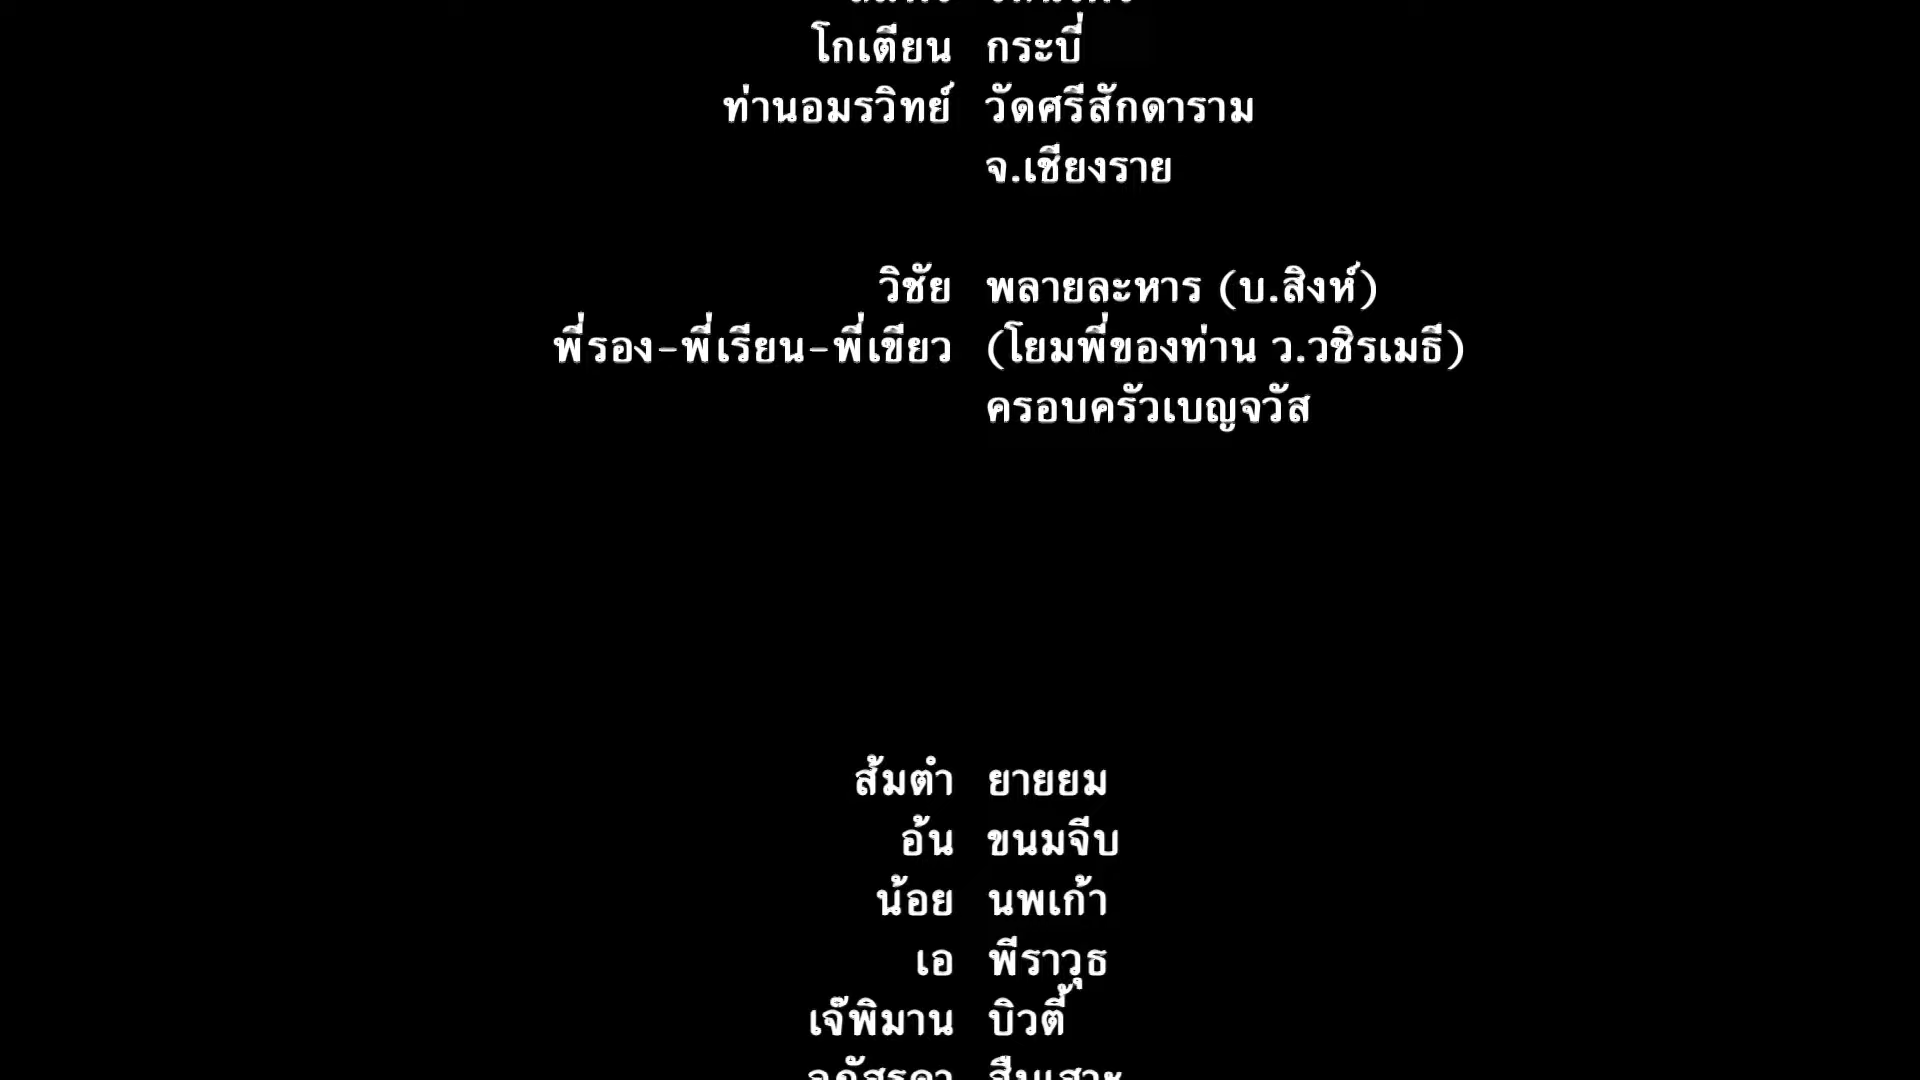 โกเตียน กระบี่
ท่านอมรวิทย์ วัดศรีสักดาราม
จ.เชียงราย
วิชัย พลายละหาร (บ.สิงห์)
พี่รอง-พี่เรียน-พี่เขียว (โยมพี่ของท่าน ว.วชิรเมธี)
ครอบครัวเบญจวัส
ส้มตำ ยายยม
อ้น ขนมจีบ
น้อย นพเก้า
เอ พีราวุธ
เจ๊พิมาน บิวตี้